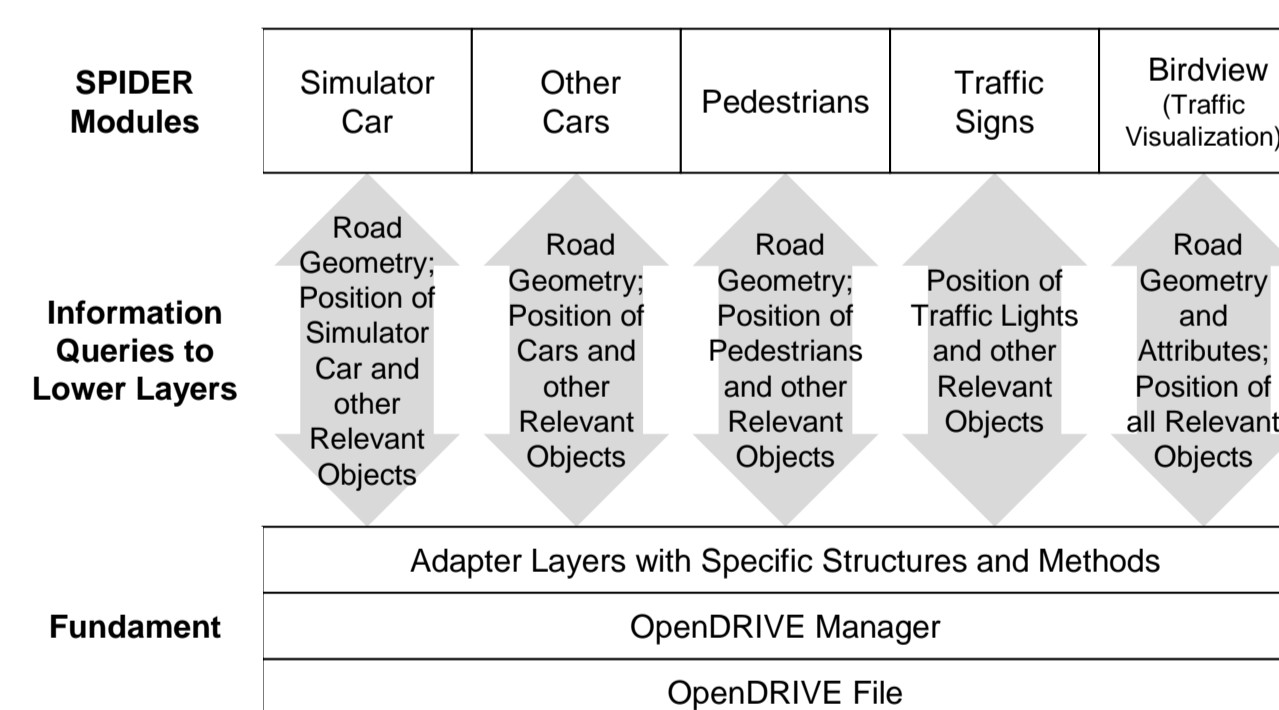 SPIDER
Modules
Simulator
Car
Other
Cars
Pedestrians
Traffic
Signs
Birdview
(Traffic
Visualization)
Information
Queries to
Lower Layers
Road
Geometry;
Position of
Simulator
Car and
other
Relevant
Objects
Road
Geometry;
Position of
Cars and
other
Relevant
Objects
Road
Geometry;
Position of
Pedestrians
and other
Relevant
Objects
Position of
Traffic Lights
and other
Relevant
Objects
Road
Geometry
and
Attributes;
Position of
all Relevant
Objects
Fundament
Adapter Layers with Specific Structures and Methods
OpenDRIVE Manager
OpenDRIVE File